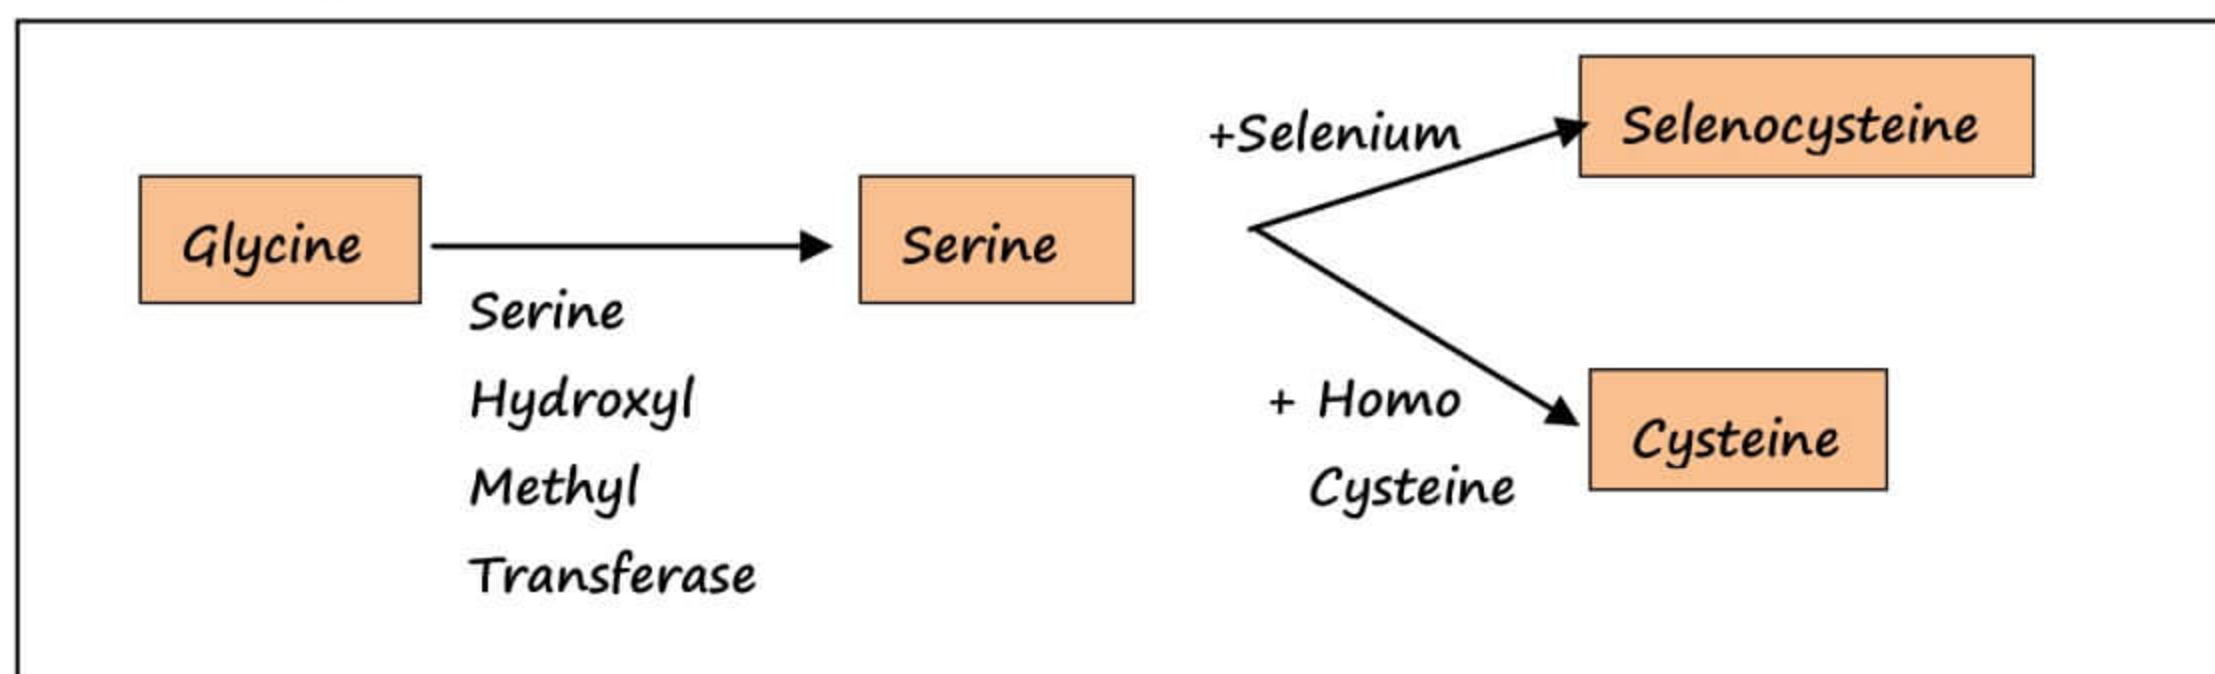 Glycine
Serine
Hydroxyl
Methyl
Transferase
Serine
+Selenium
Selenocysteine
+ Homo
Cysteine
Cysteine